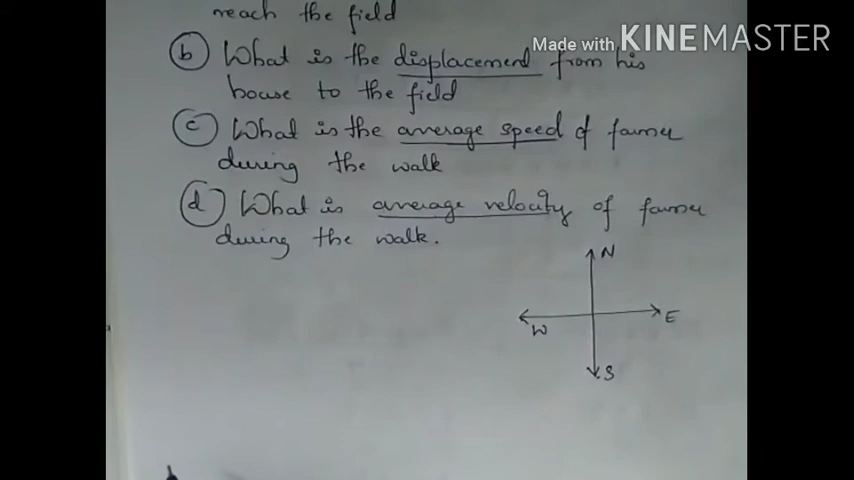 reach the field
Made with KINEMASTER
(b) What is the displacement from his
house to the field
(c) What is the average speed of farmer
during the walk
(d) What is average velocity of farmer
during the walk.
N
W E
S